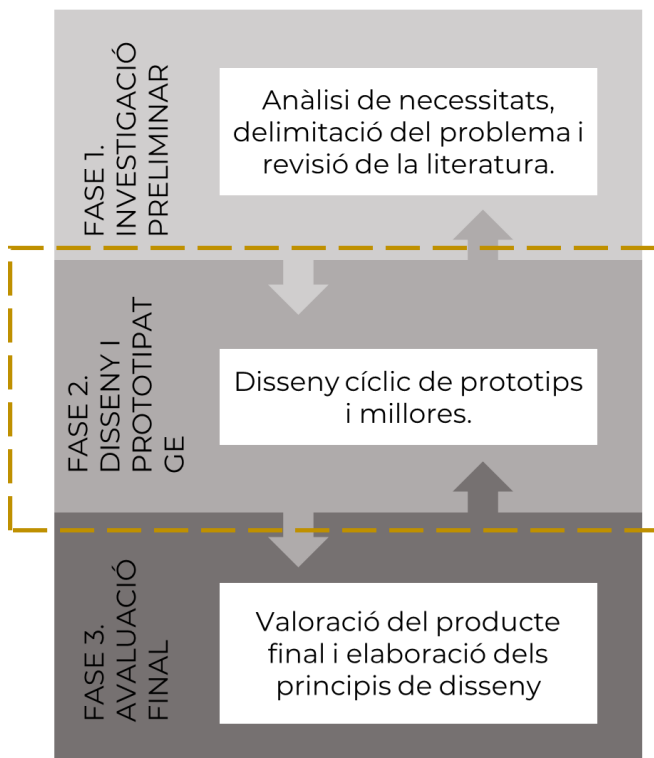 FASE 1.
INVESTIGACIÓ
PRELIMINAR
Anàlisi de necessitats,
delimitació del problema i
revisió de la literatura.
FASE 2.
DISSENY I
PROTOTIPAT
GE
Disseny cíclic de prototips
i millores.
FASE 3.
AVALUACIÓ
FINAL
Valoració del producte
final i elaboració dels
principis de disseny